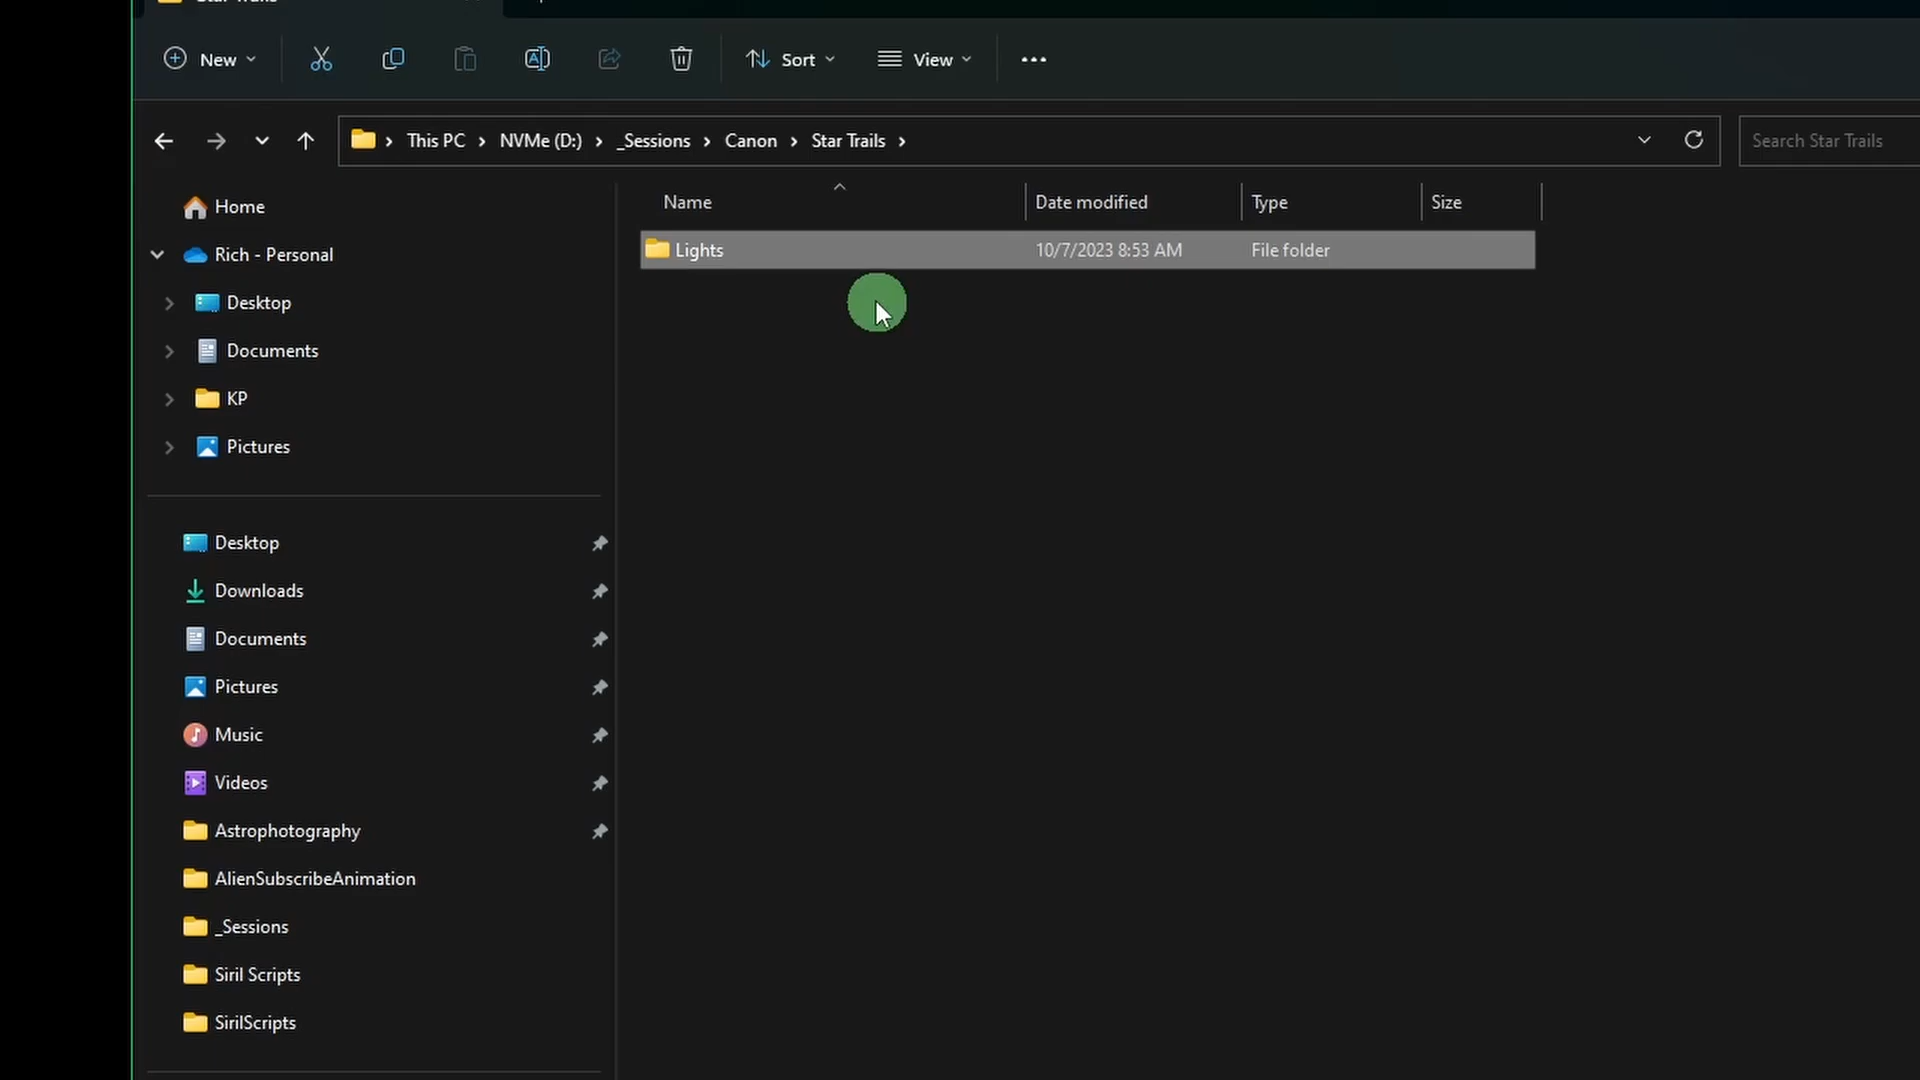 Star Trails
New
Sort
View
This PC
NVMe (D:)
_Sessions
Canon
Star Trails
Search Star Trails
Name
Date modified
Type
Size
Lights
10/7/2023 8:53 AM
File folder
Home
Rich - Personal
Desktop
Documents
KP
Pictures
Desktop
Downloads
Documents
Pictures
Music
Videos
Astrophotography
AlienSubscribeAnimation
_Sessions
Siril Scripts
SirilScripts